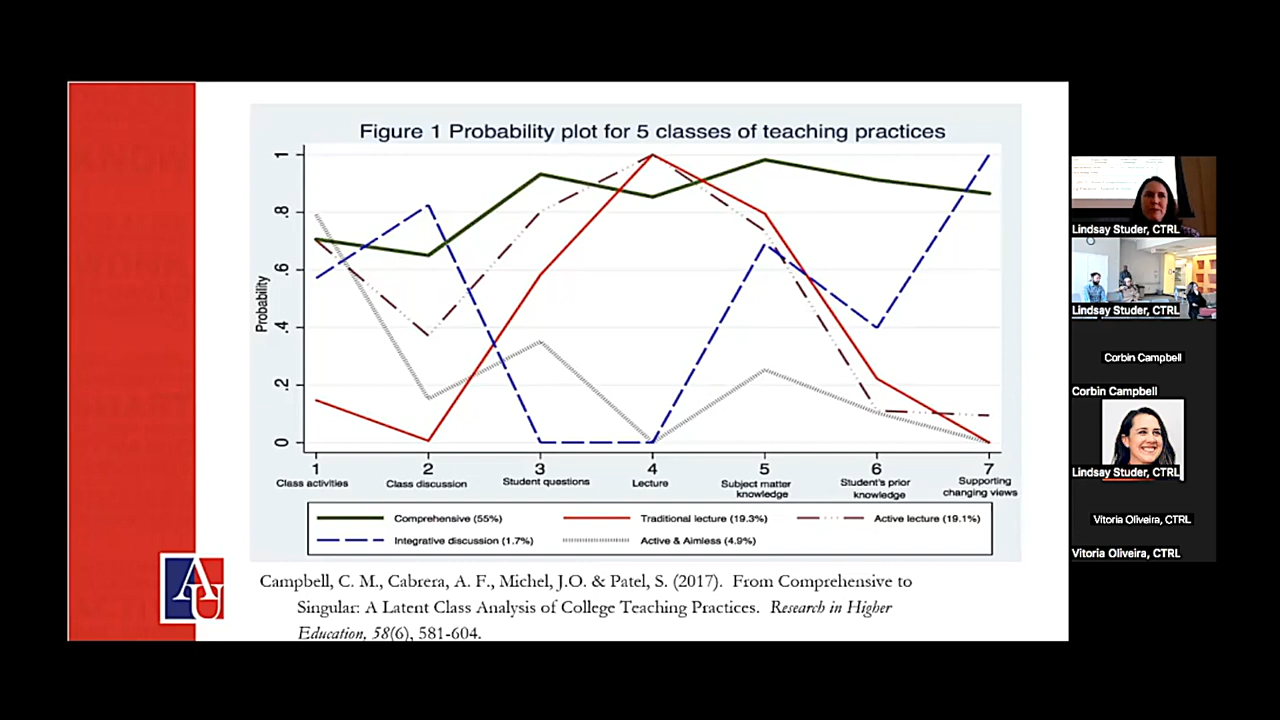 Figure 1 Probability plot for 5 classes of teaching practices
Probability
1
.8
.6
.4
.2
0
1 2 3 4 5 6 7
Class activities
Class discussion
Student questions
Lecture
Subject matter
knowledge
Student's prior
knowledge
Supporting
changing views
Comprehensive (55%) Traditional lecture (19.3%) Active lecture (19.1%)
Integrative discussion (1.7%) Active & Aimless (4.9%)
AU
Campbell, C. M., Cabrera, A. F., Michel, J.O. & Patel, S. (2017). From Comprehensive to
Singular: A Latent Class Analysis of College Teaching Practices. Research in Higher
Education, 58(6), 581-604.
Lindsay Studer, CTRL
Lindsay Studer, CTRL
Corbin Campbell
Corbin Campbell
Lindsay Studer, CTRL
Vitoria Oliveira, CTRL
Vitoria Oliveira, CTRL